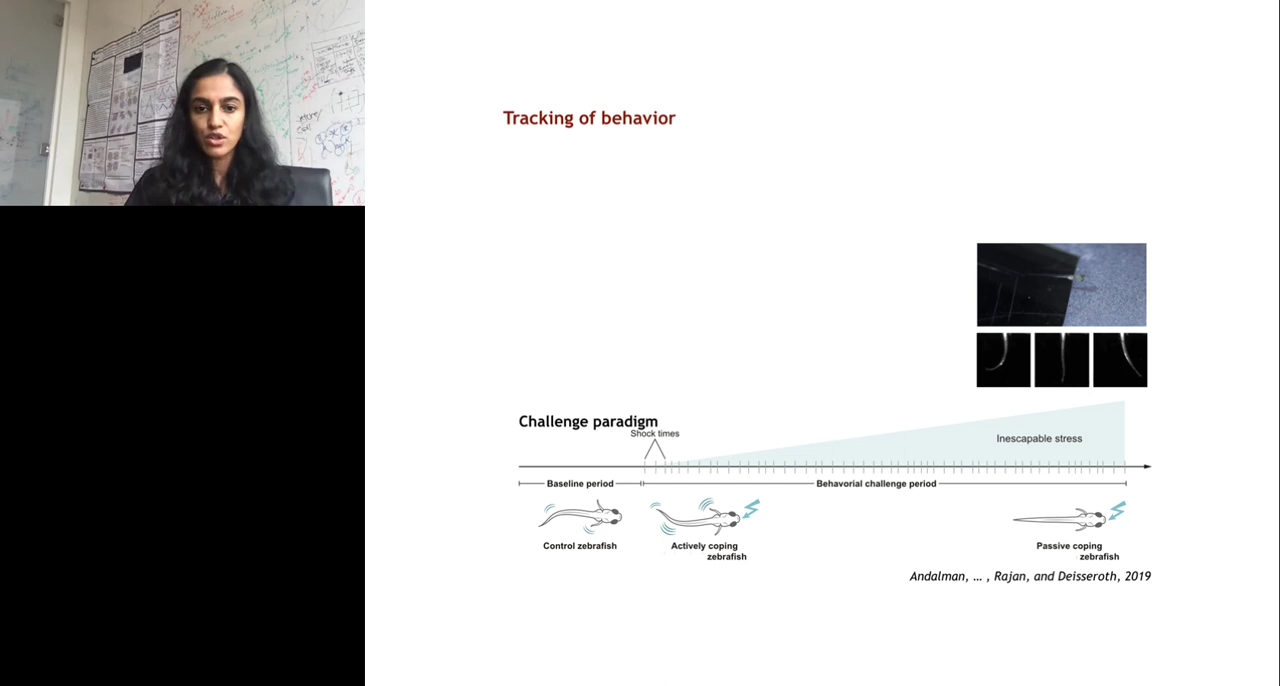 Tracking of behavior
Challenge paradigm
Shock times
Inescapable stress
Baseline period
Behavorial challenge period
Control zebrafish
Actively coping
zebrafish
Passive coping
zebrafish
Andalman, ... , Rajan, and Deisseroth, 2019